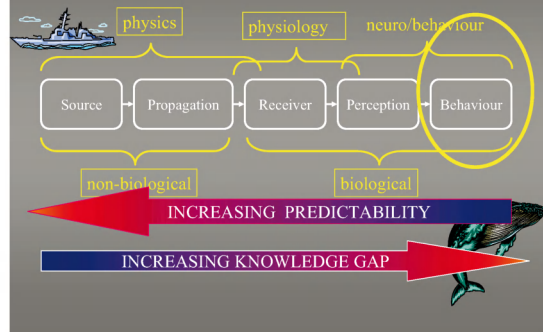 physics
physiology
neuro/behaviour
Source
Propagation
Receiver
Perception
Behaviour
non-biological
biological
INCREASING PREDICTABILITY
INCREASING KNOWLEDGE GAP